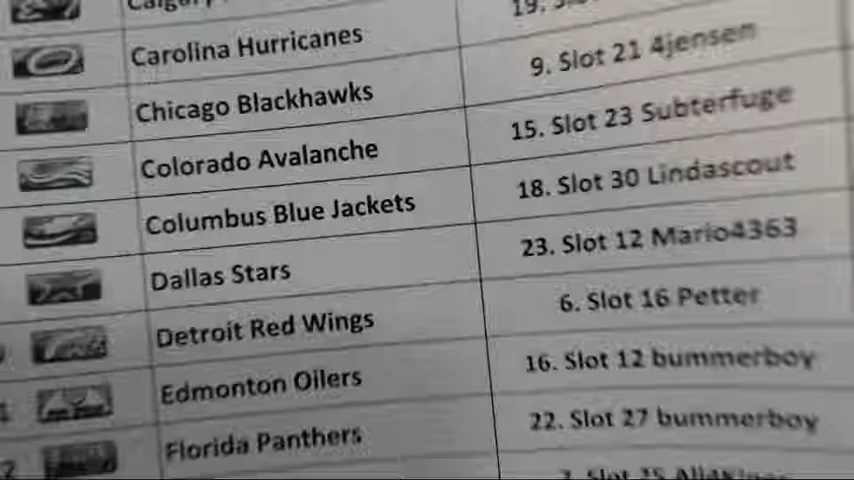 19.
Carolina Hurricanes
Chicago Blackhawks 9. Slot 21 4jensen
Colorado Avalanche 15. Slot 23 Subterfuge
Columbus Blue Jackets 18. Slot 30 Lindascout
Dallas Stars 23. Slot 12 Mario4363
Detroit Red Wings 6. Slot 16 Petter
Edmonton Oilers 16. Slot 12 bummerboy
Florida Panthers 22. Slot 27 bummerboy